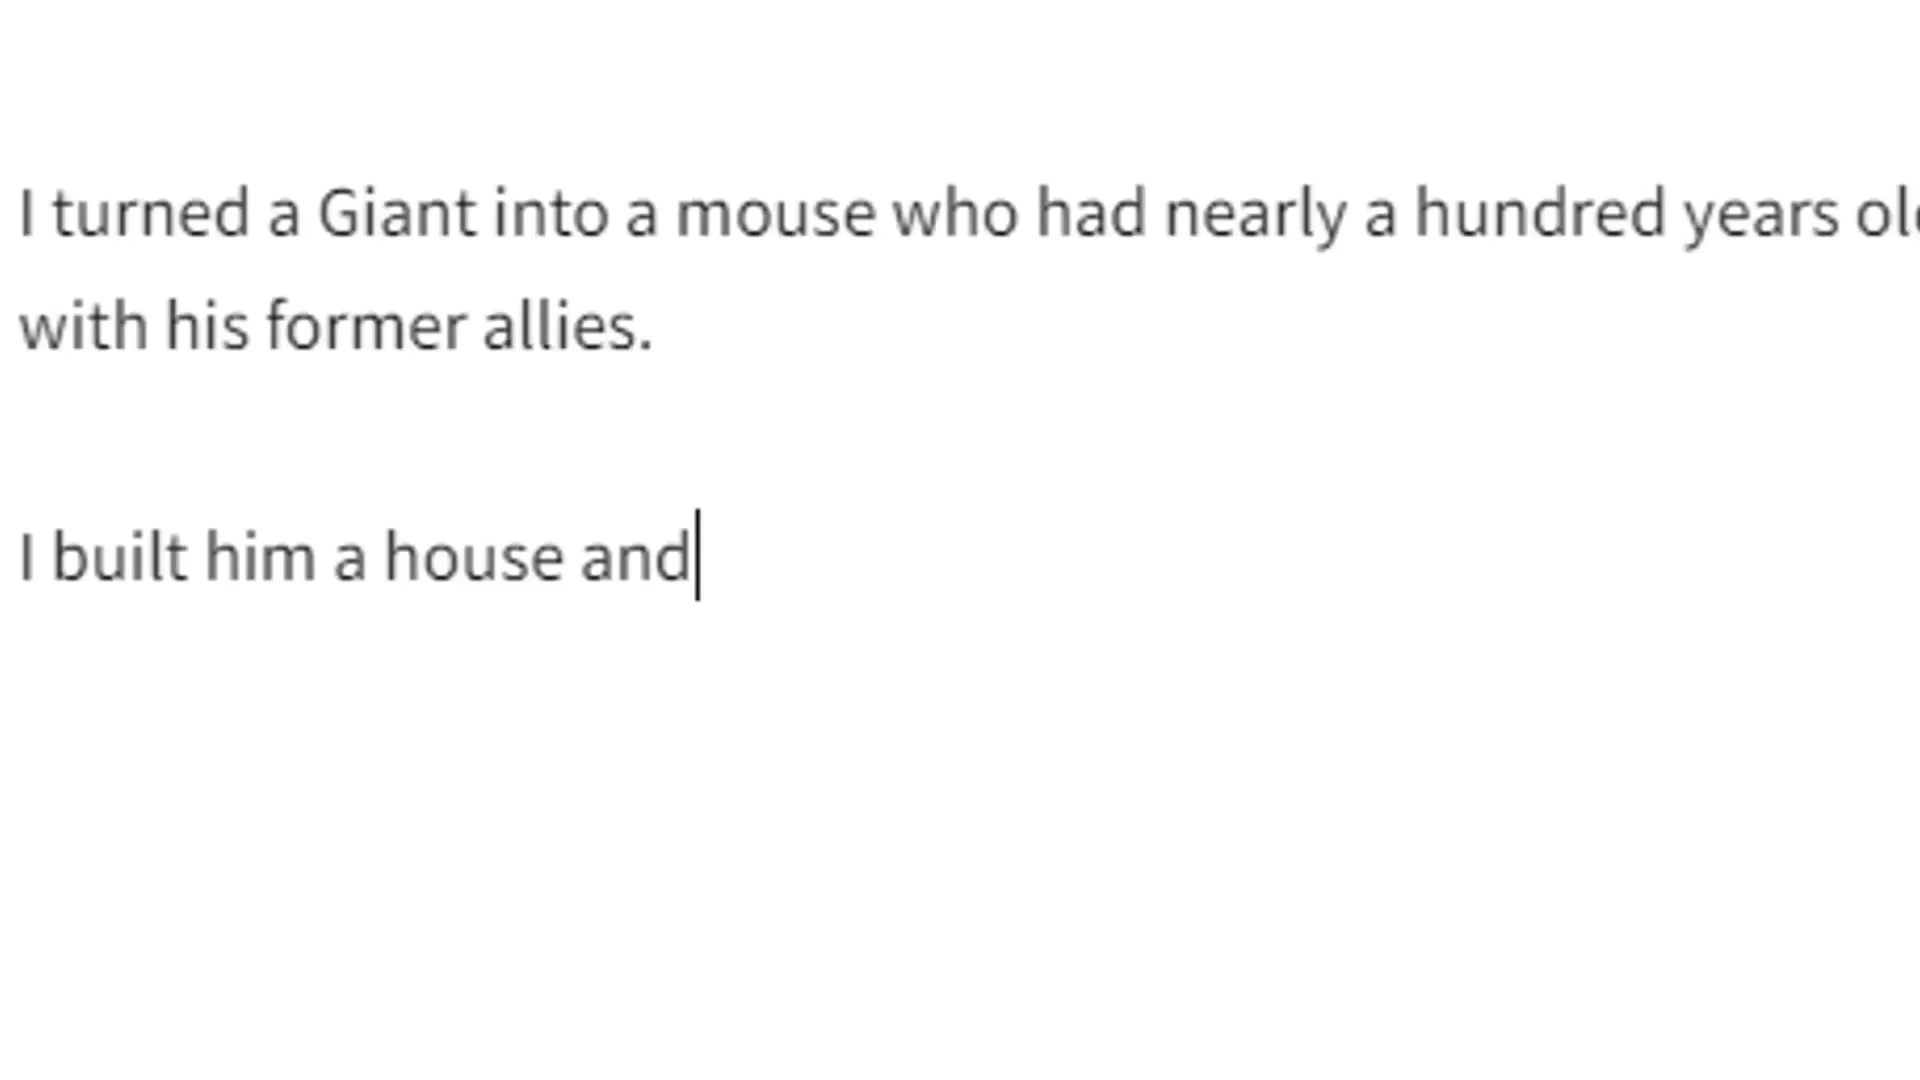 I turned a Giant into a mouse who had nearly a hundred years
with his former allies.
I built him a house and